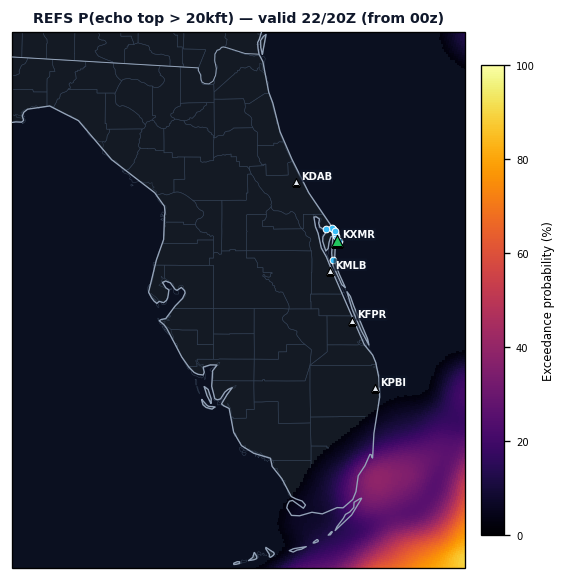 REFS P(echo top > 20kft) — valid 22/20Z (from 00z)
KDAB
KXMR
KMLB
KFPR
KPBI
100
80
60
40
20
0
Exceedance probability (%)